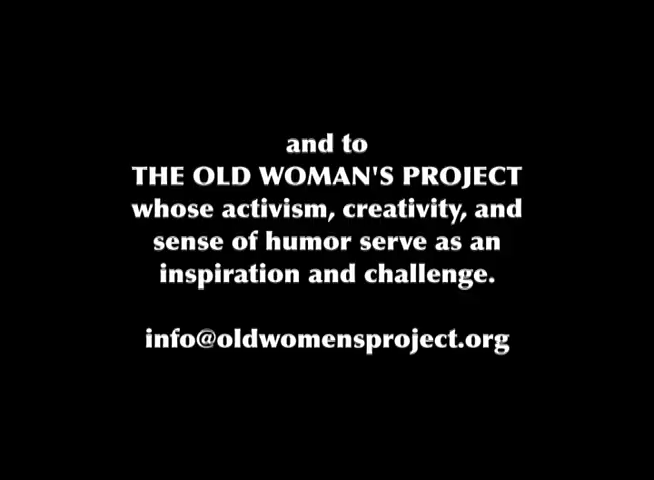 and to
THE OLD WOMAN'S PROJECT
whose activism, creativity, and
sense of humor serve as an
inspiration and challenge.
info@oldwomensproject.org